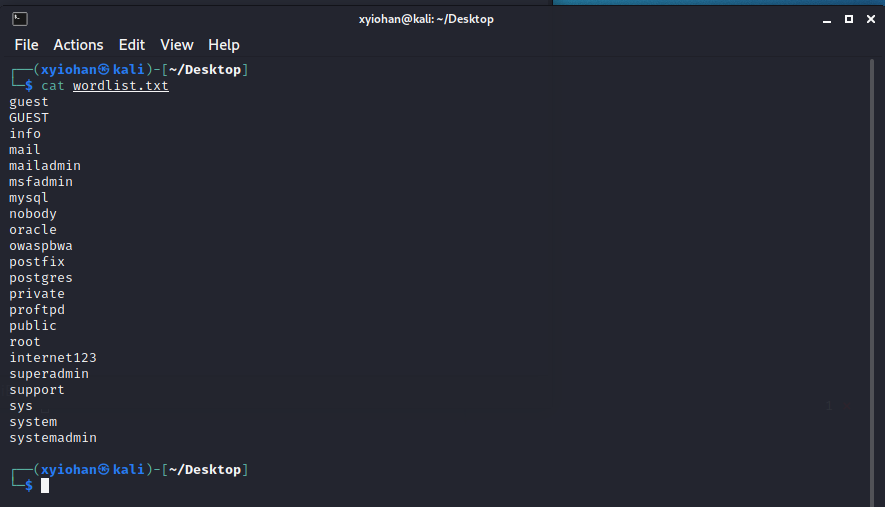 xyiohan@kali: ~/Desktop
File Actions Edit View Help
┌──(xyiohan㉿kali)-[~/Desktop]
└─$ cat wordlist.txt
guest
GUEST
info
mail
mailadmin
msfadmin
mysql
nobody
oracle
owaspbwa
postfix
postgres
private
proftpd
public
root
internet123
superadmin
support
sys
system
systemadmin
┌──(xyiohan㉿kali)-[~/Desktop]
└─$